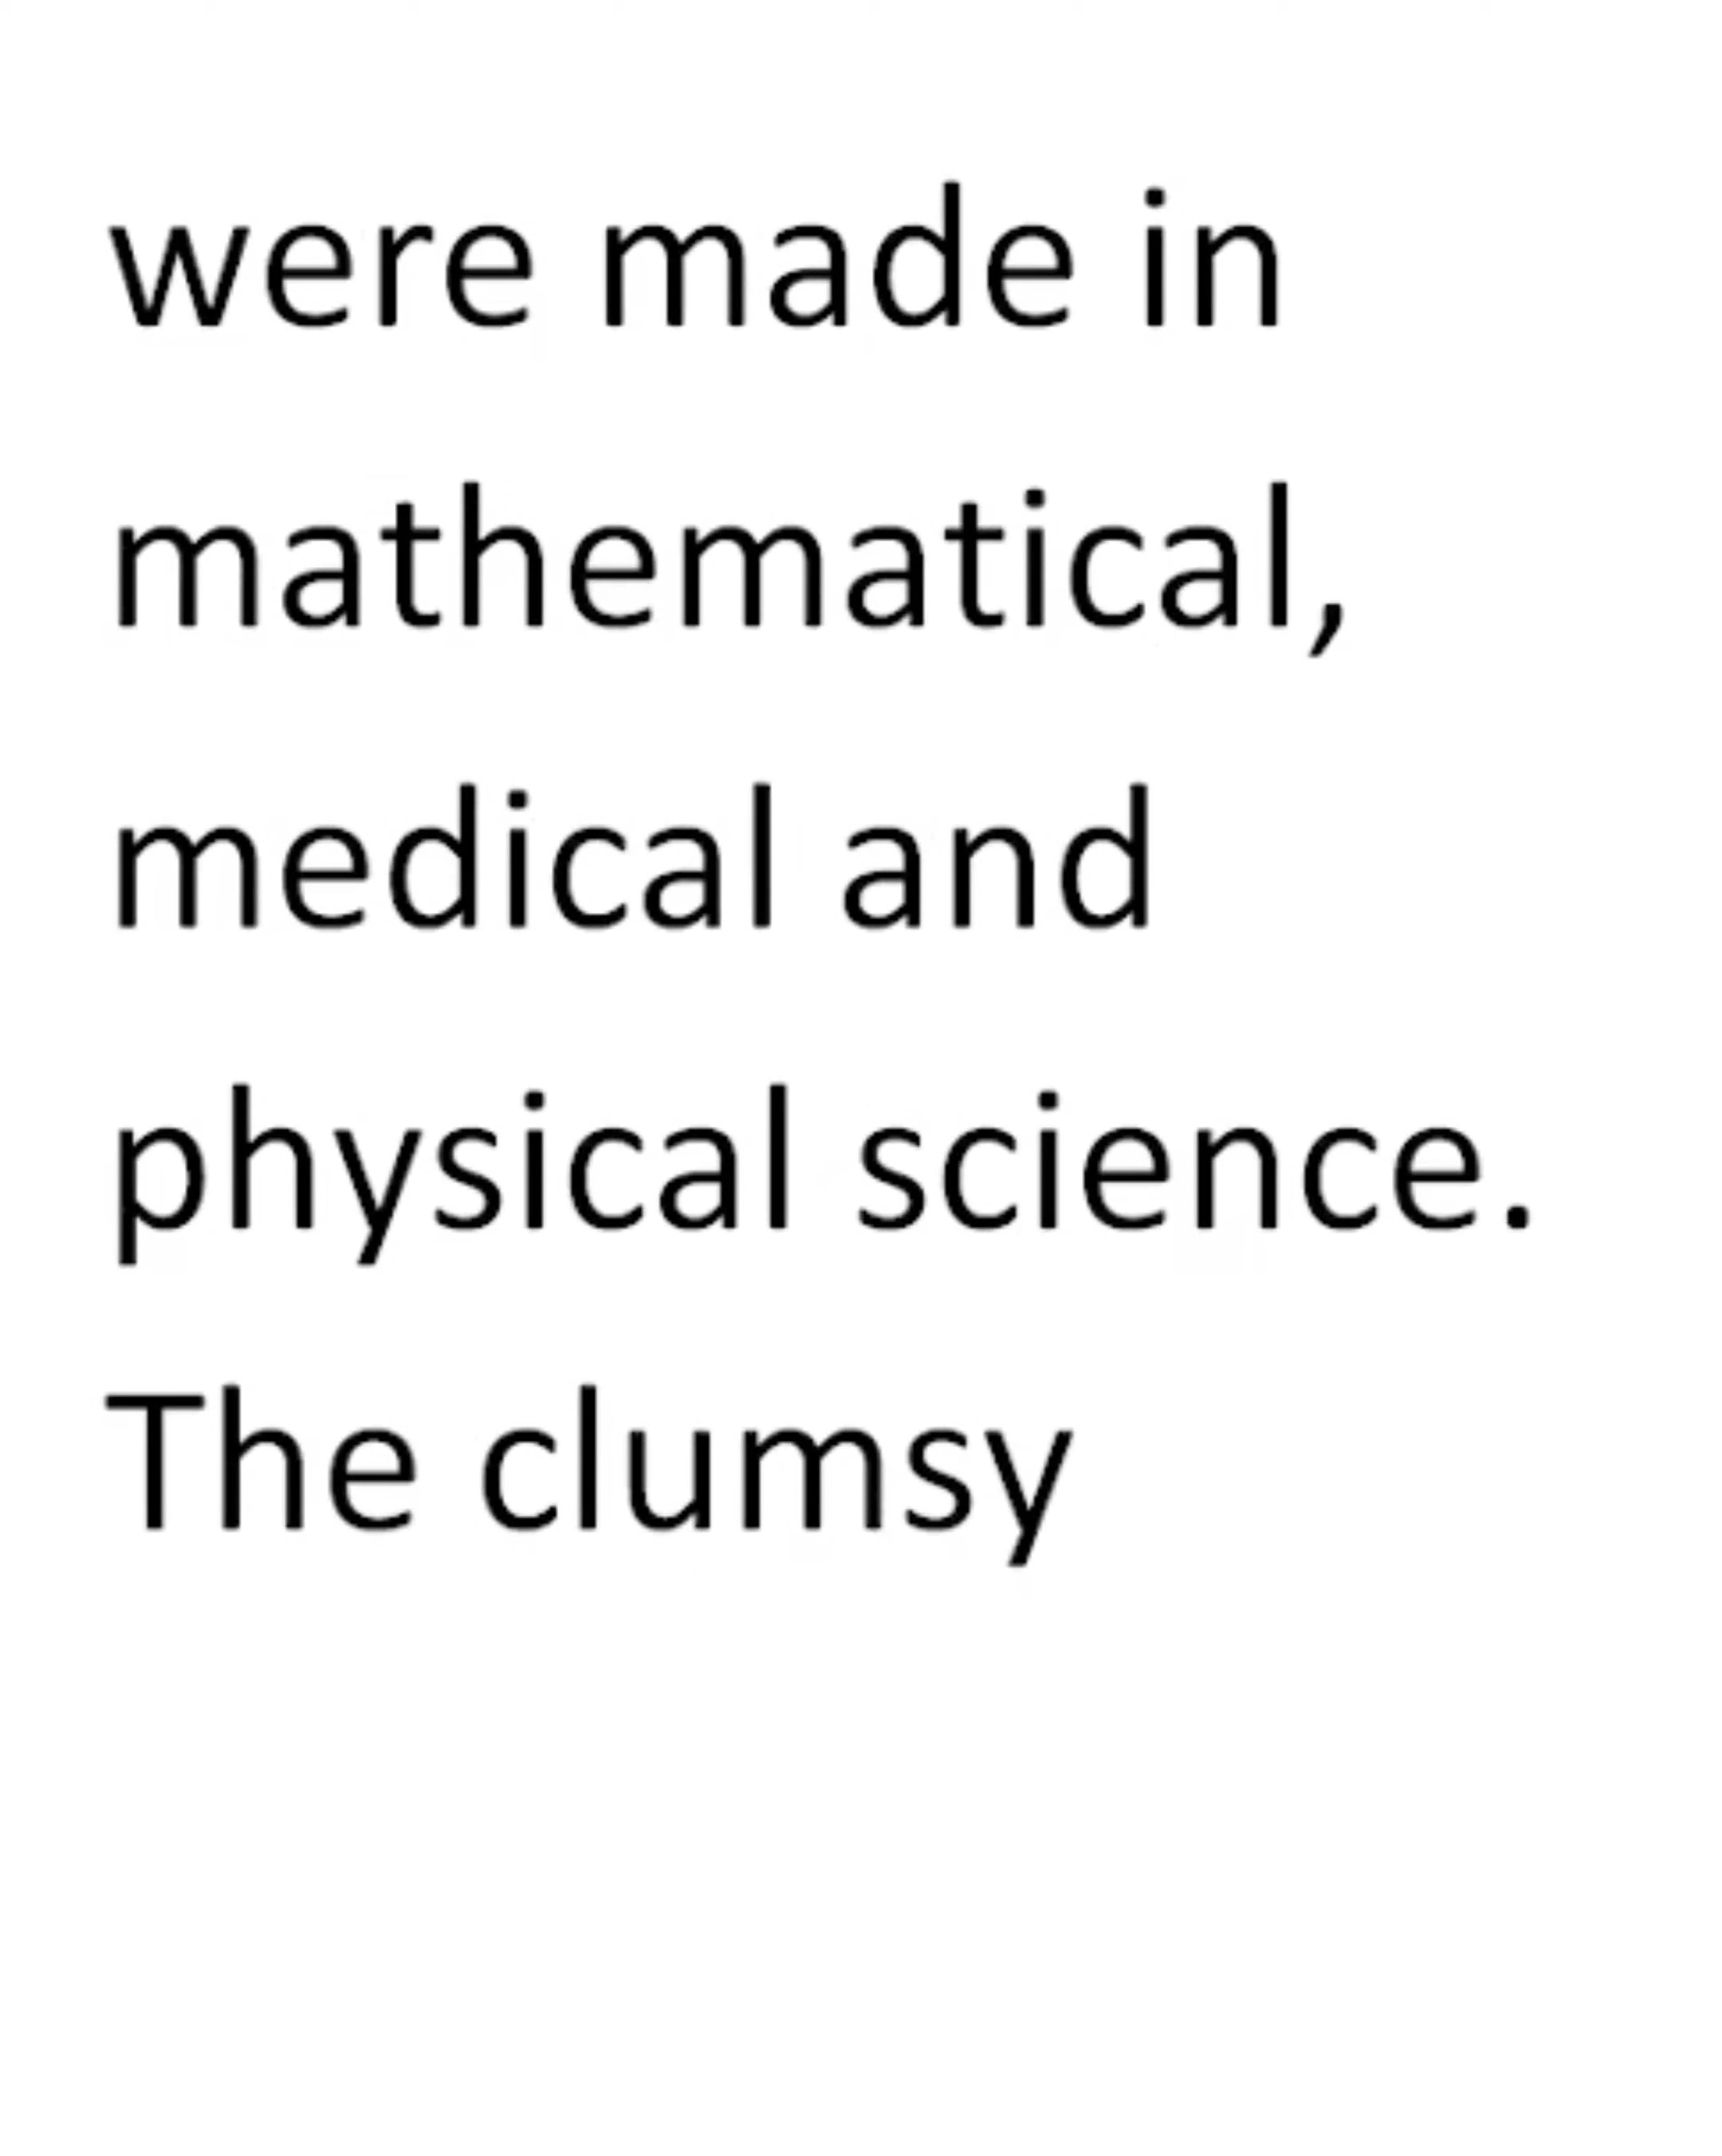 were made in
mathematical,
medical and
physical science.
The clumsy